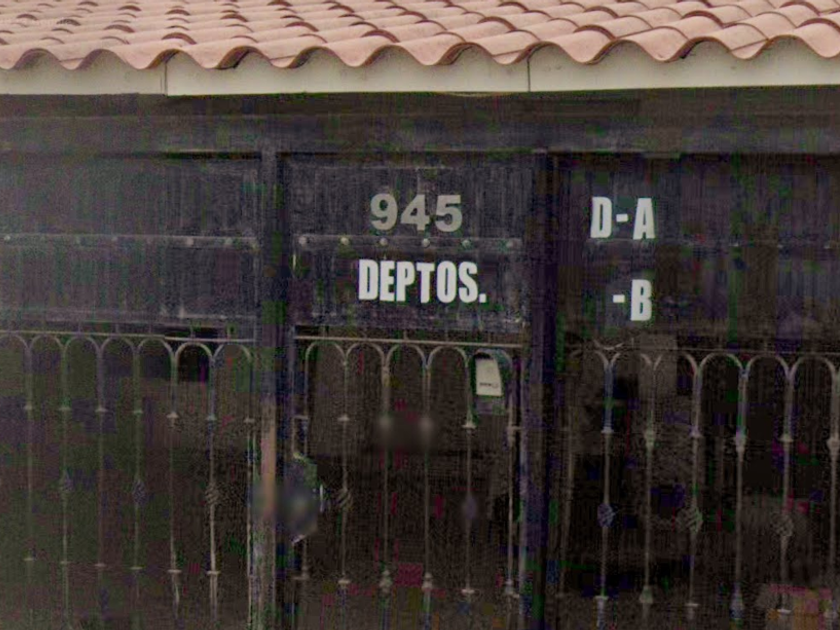 945
DEPTOS.
D-A
-B